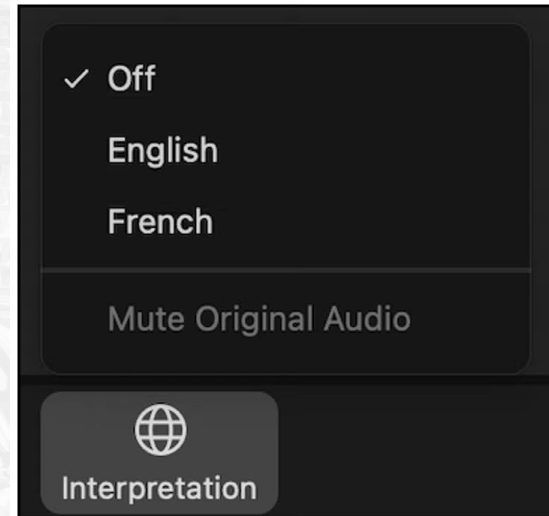 Off
English
French
Mute Original Audio
Interpretation